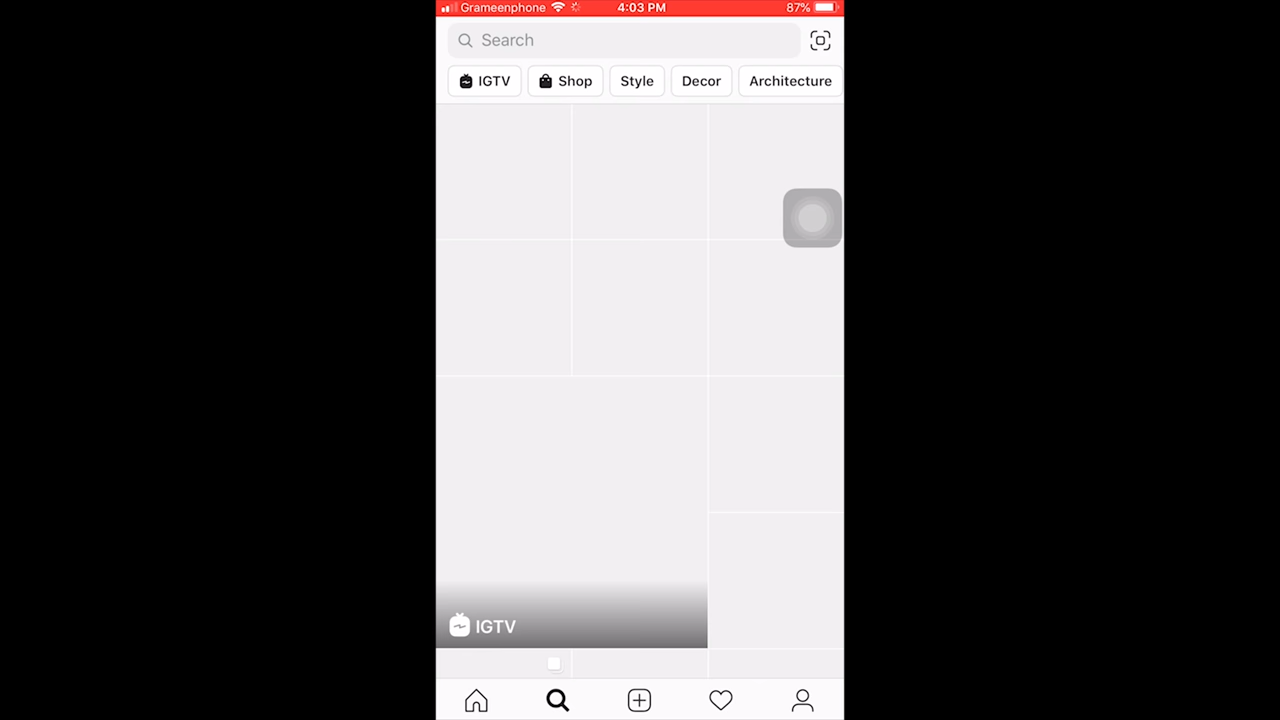 Grameenphone 4:03 PM 87%
Search
IGTV Shop Style Decor Architecture
IGTV